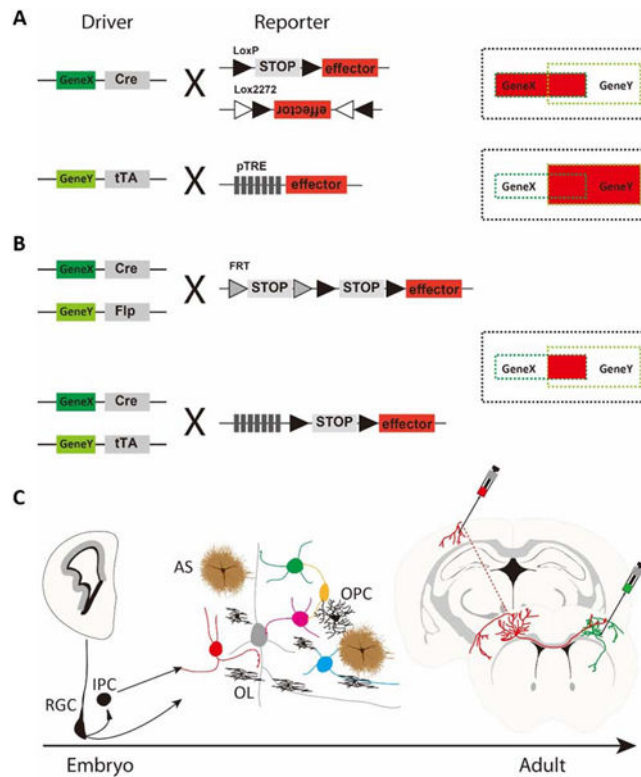 A
Driver
Reporter
GeneX Cre X LoxP STOP effector
Lox2272
effector
GeneX GeneY
GeneY tTA X pTRE effector
GeneX GeneY
B
GeneX Cre X FRT STOP STOP effector
GeneY Flp
GeneX GeneY
GeneX Cre X STOP effector
GeneY tTA
C
AS
OPC
IPC
RGC
OL
Embryo
Adult